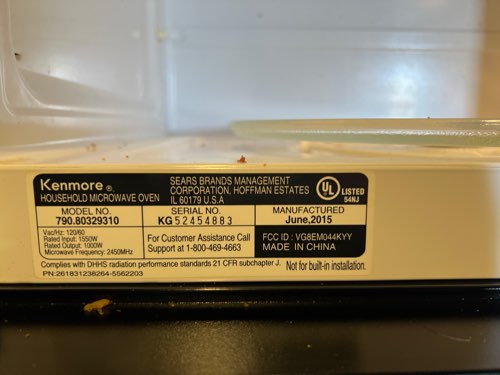 Kenmore®
HOUSEHOLD MICROWAVE OVEN
SEARS BRANDS MANAGEMENT
CORPORATION, HOFFMAN ESTATES
IL 60179 U.S.A
UL LISTED
54NJ
MODEL NO.
790.80329310
SERIAL NO.
KG 52454883
MANUFACTURED
June,2015
Vac/Hz: 120/60
Rated Input: 1550W
Rated Output: 1000W
Microwave Frequency: 2450MHz
For Customer Assistance Call
Support at 1-800-469-4663
FCC ID : VG8EM044KYY
MADE IN CHINA
Complies with DHHS radiation performance standards 21 CFR subchapter J.
Not for built-in installation.
PN:261831238264-5562203